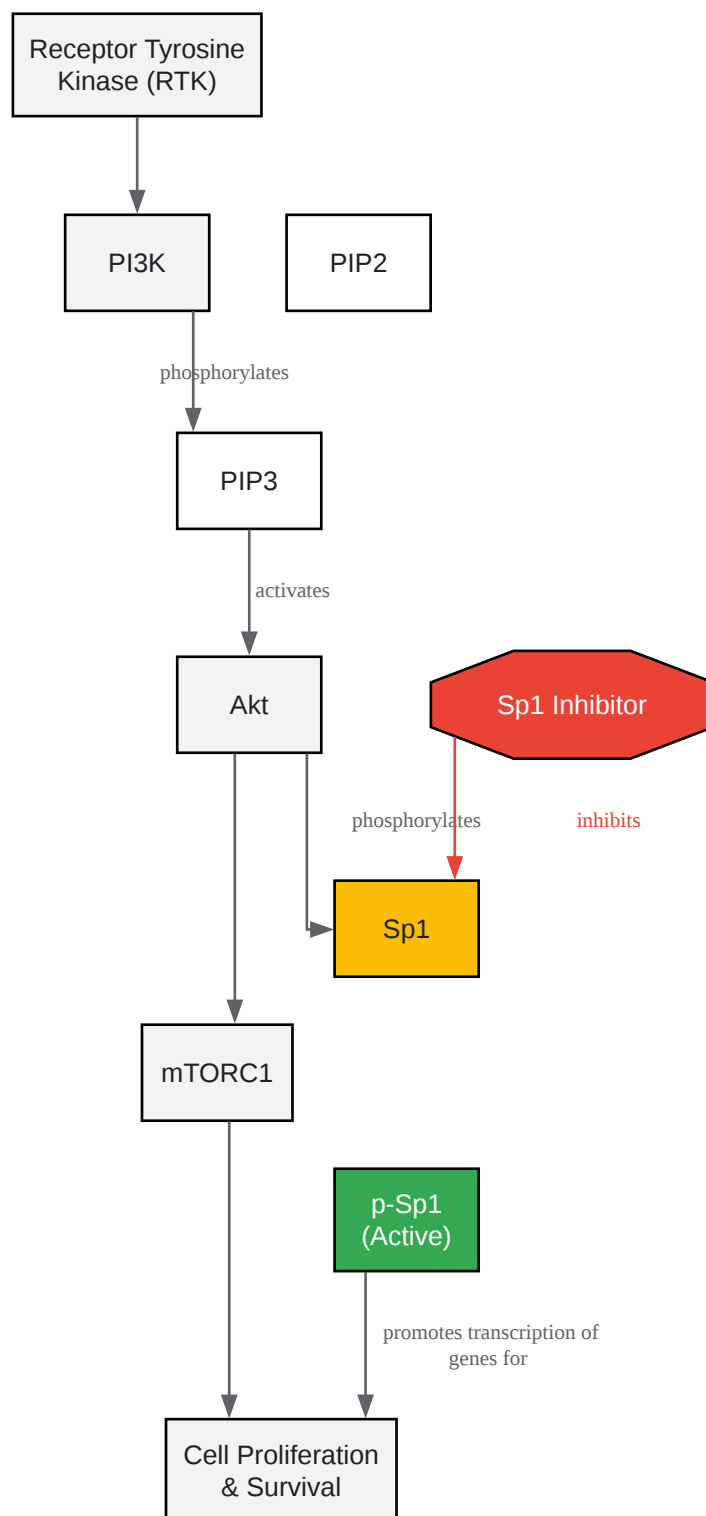 Receptor Tyrosine
Kinase (RTK)
PI3K
PIP2
phosphorylates
PIP3
activates
Akt
Sp1 Inhibitor
phosphorylates
inhibits
Sp1
mTORC1
p-Sp1
(Active)
promotes transcription of
genes for
Cell Proliferation
& Survival